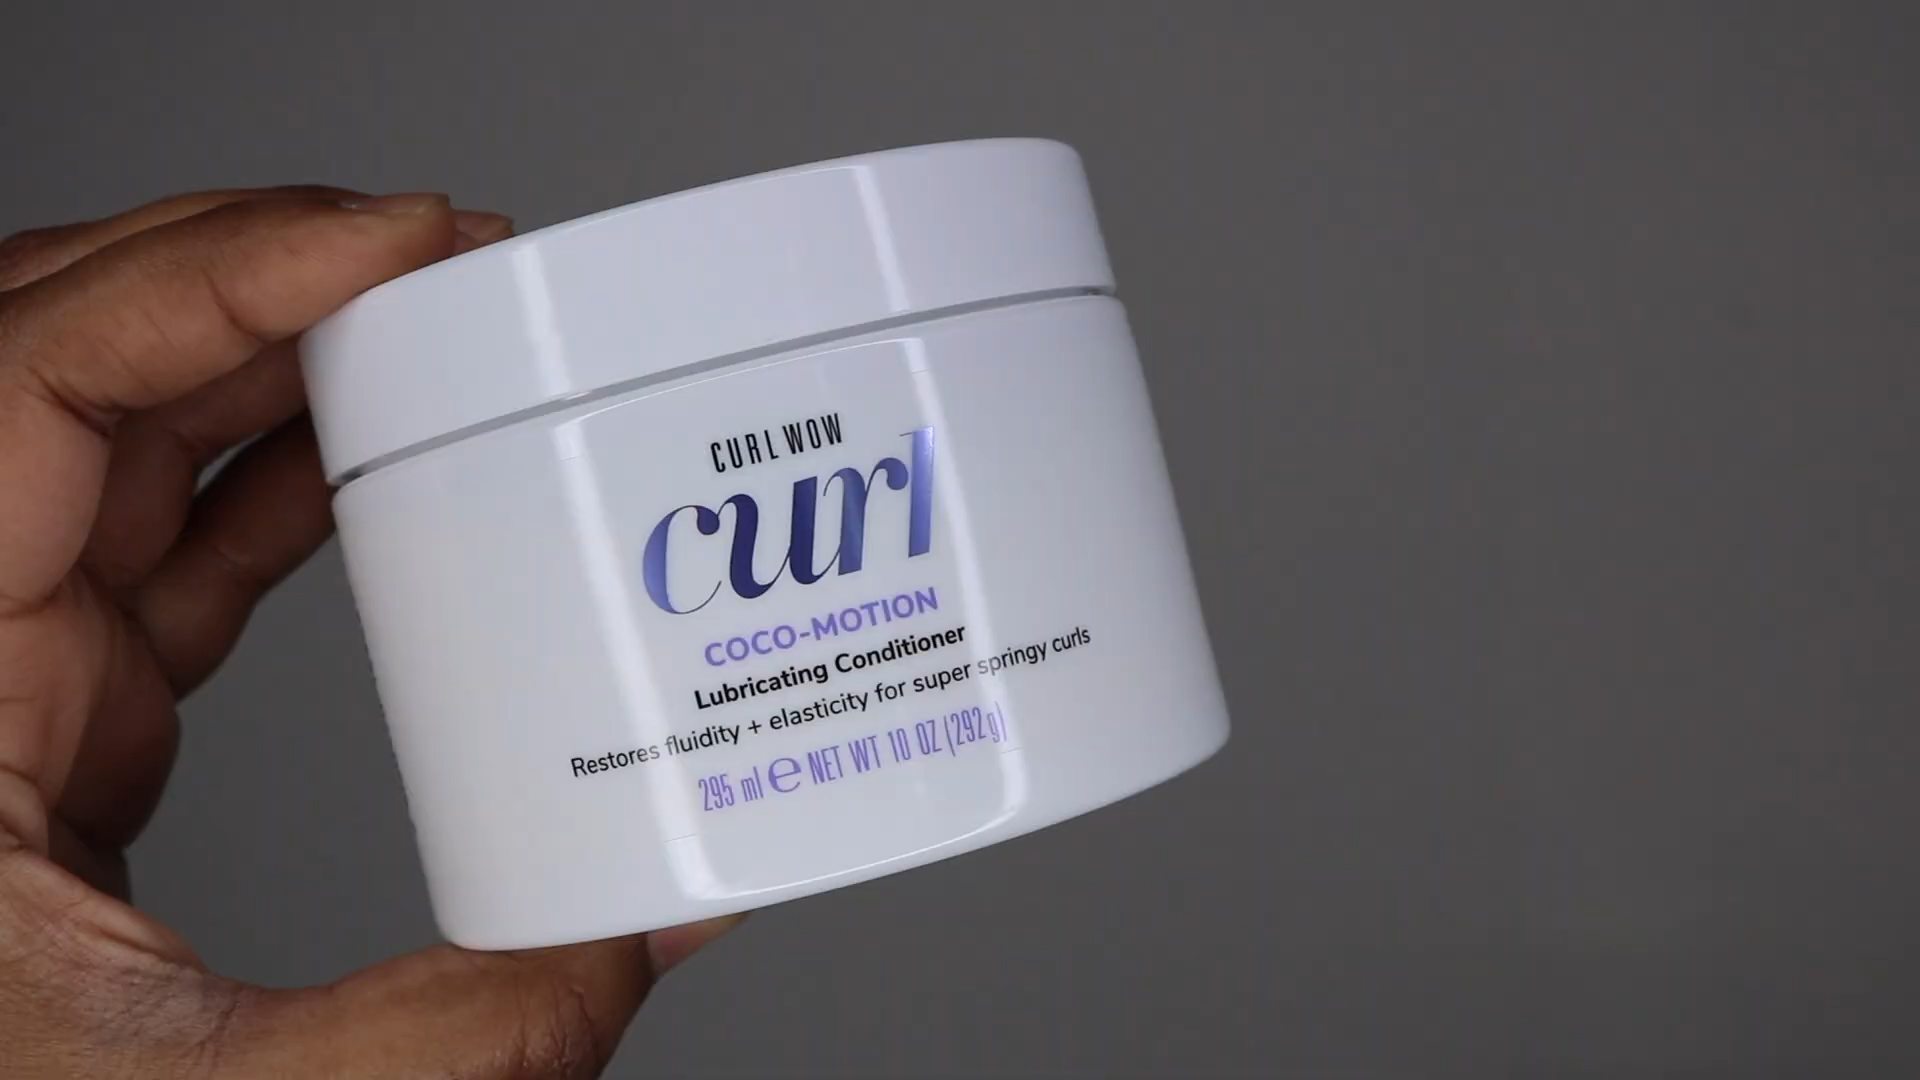 CURL WOW
curl
COCO-MOTION
Lubricating Conditioner
Restores fluidity + elasticity for super springy curls
295 ml e NET WT 10 OZ (292 g)